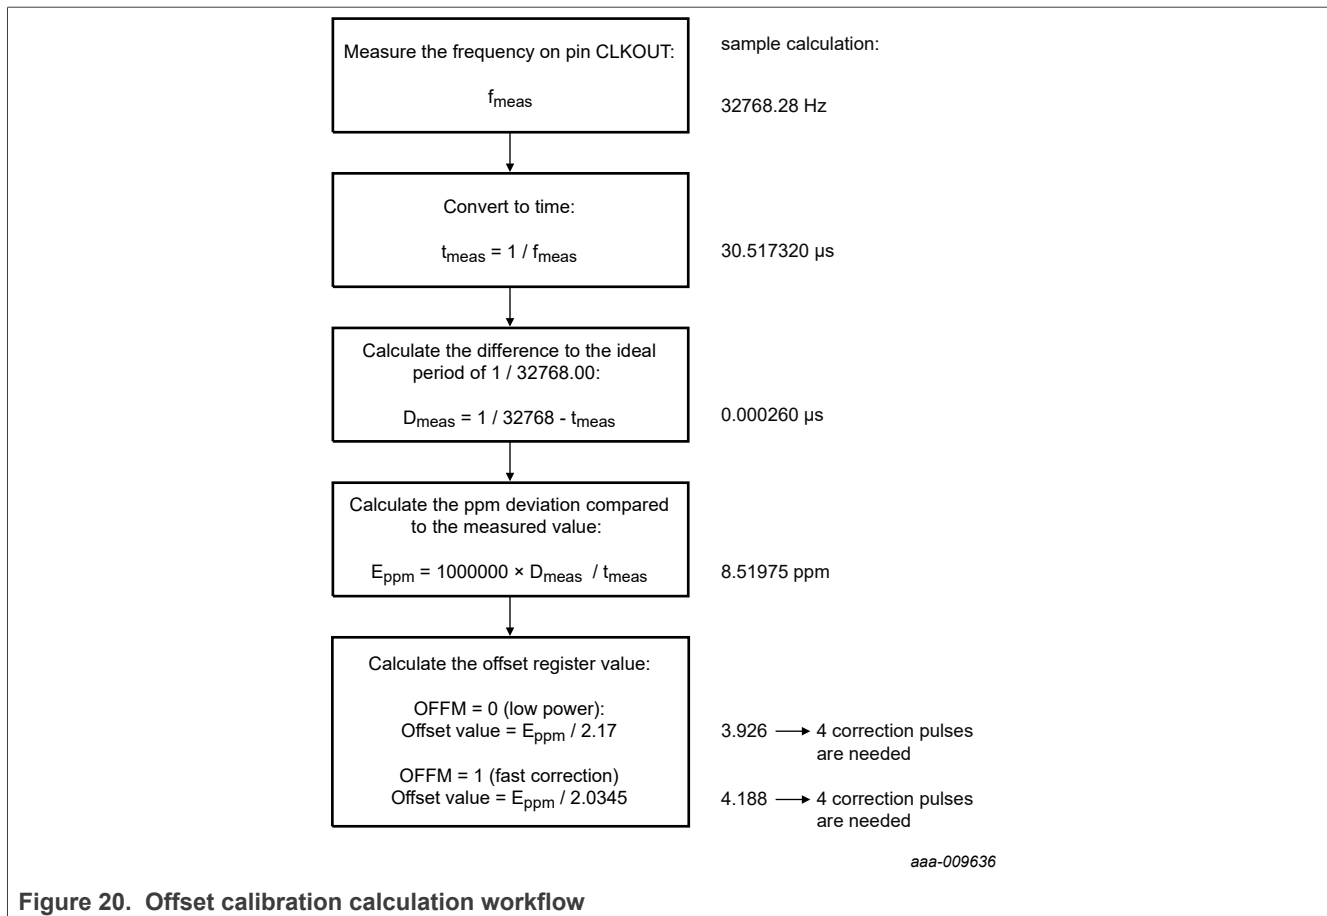 Measure the frequency on pin CLKOUT:
fmeas
sample calculation:
32768.28 Hz
Convert to time:
tmeas = 1 / fmeas
30.517320 µs
Calculate the difference to the ideal
period of 1 / 32768.00:
Dmeas = 1 / 32768 - tmeas
0.000260 µs
Calculate the ppm deviation compared
to the measured value:
Eppm = 1000000 × Dmeas / tmeas
8.51975 ppm
Calculate the offset register value:
OFFM = 0 (low power):
Offset value = Eppm / 2.17
3.926 → 4 correction pulses
are needed
OFFM = 1 (fast correction)
Offset value = Eppm / 2.0345
4.188 → 4 correction pulses
are needed
aaa-009636
Figure 20. Offset calibration calculation workflow